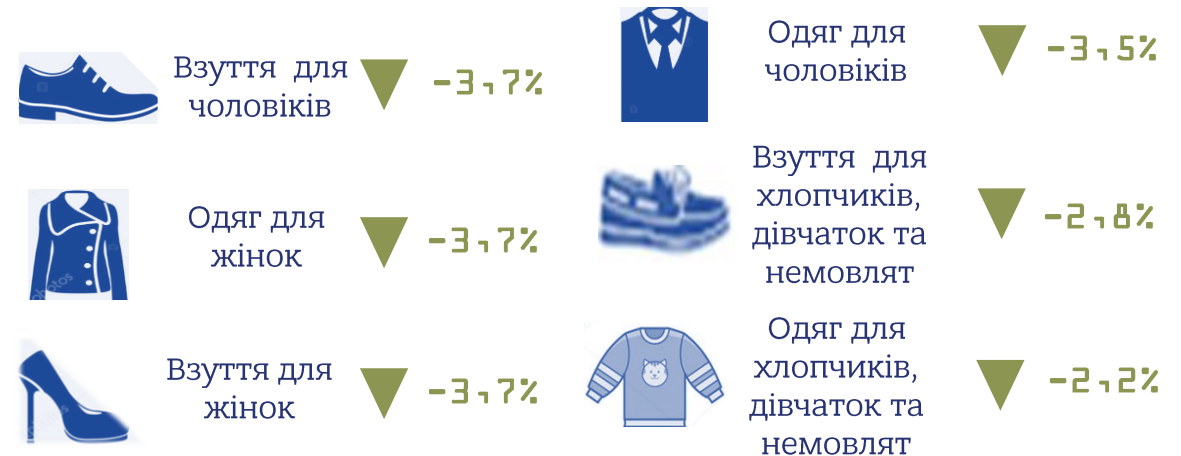 Взуття для
чоловіків
-3,7%
Одяг для
жінок
-3,7%
Взуття для
жінок
-3,7%
Одяг для
чоловіків
-3,5%
Взуття для
хлопчиків,
дівчаток та
немовлят
-2,8%
Одяг для
хлопчиків,
дівчаток та
немовлят
-2,2%